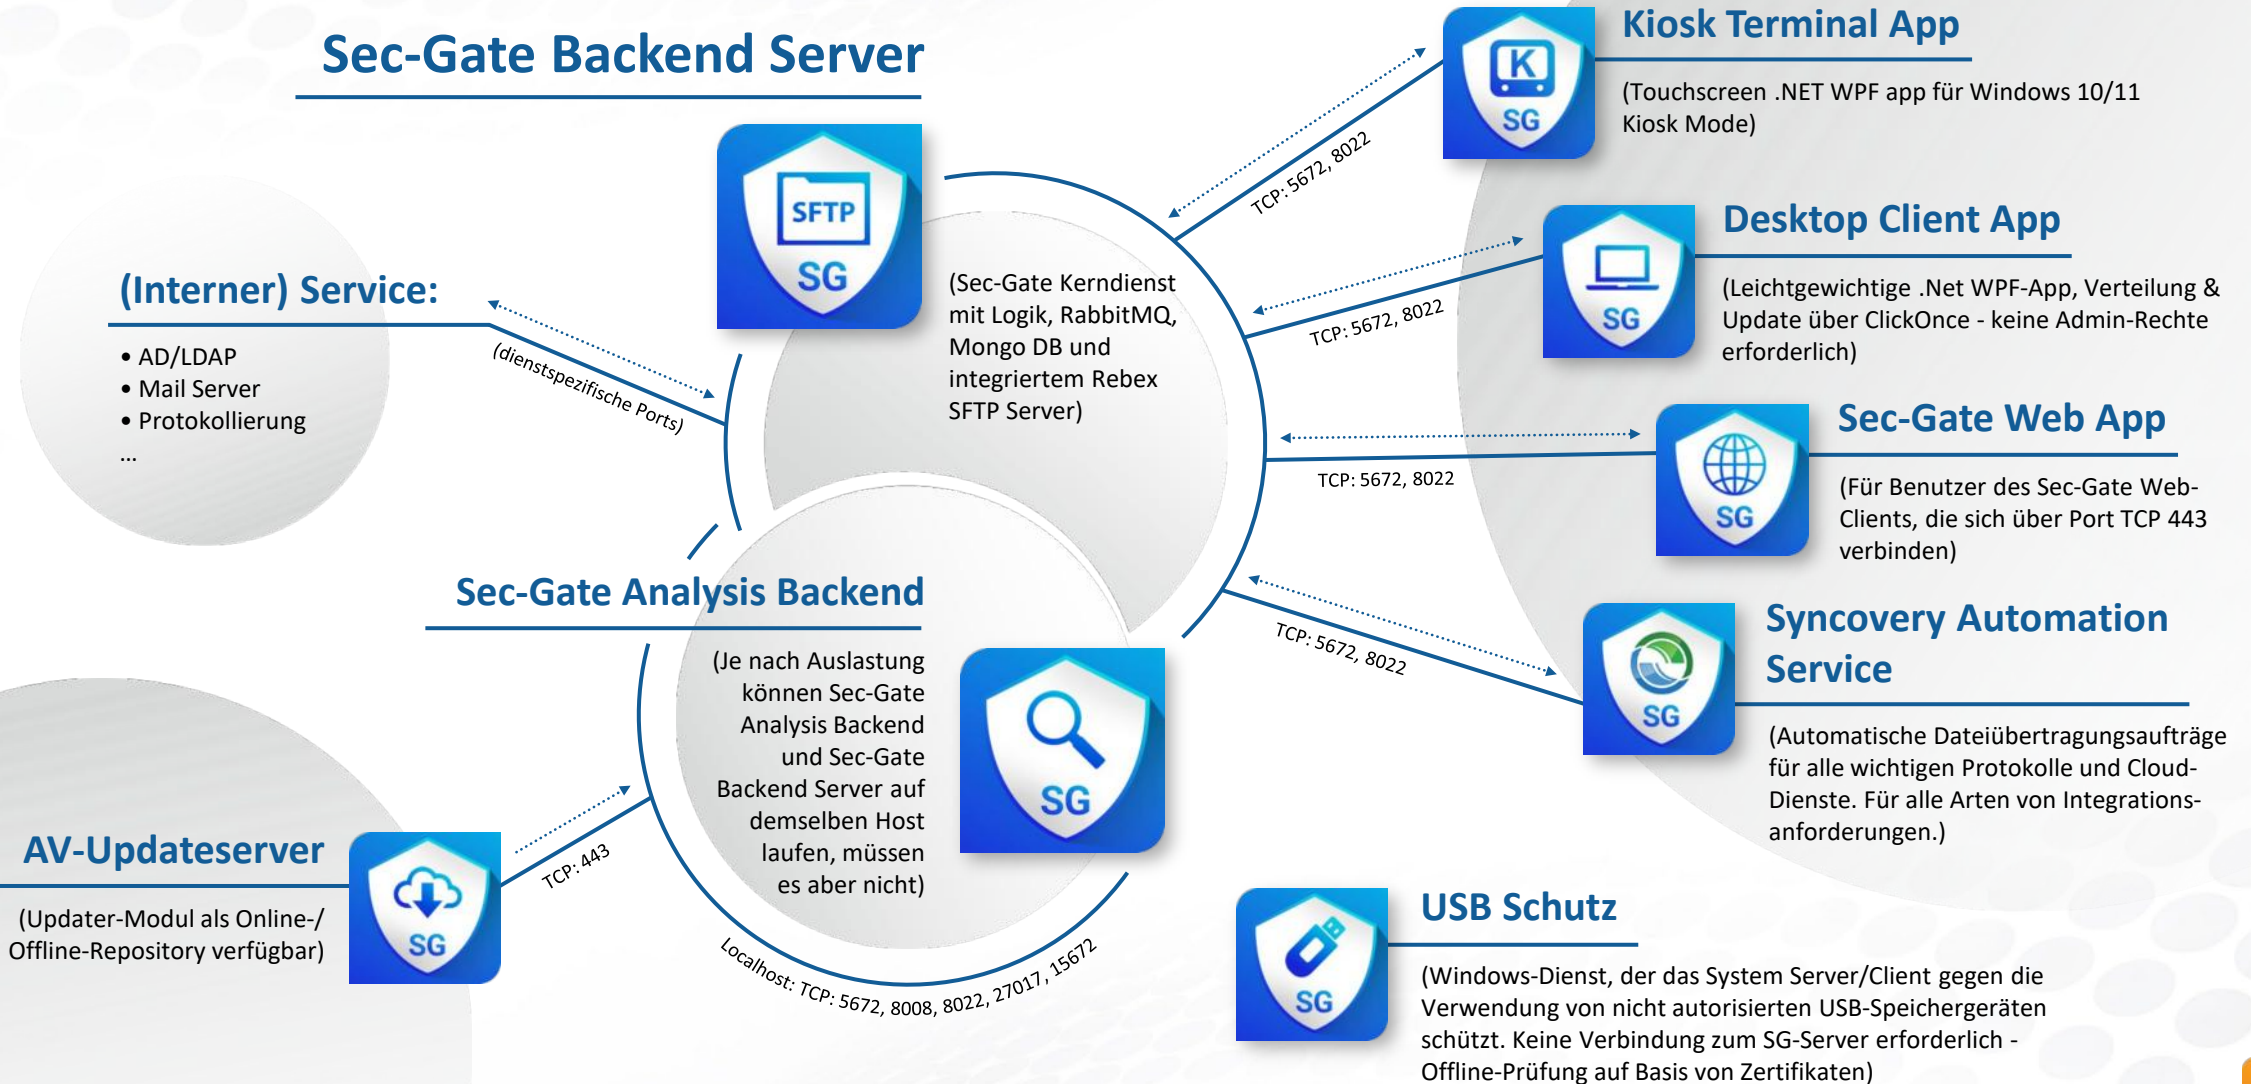 Sec-Gate Backend Server
SFTP
SG
(Sec-Gate Kerndienst
mit Logik, RabbitMQ,
Mongo DB und
integriertem Rebex
SFTP Server)
(Interner) Service:
• AD/LDAP
• Mail Server
• Protokollierung
...
(dienstspezifische Ports)
Sec-Gate Analysis Backend
(Je nach Auslastung
können Sec-Gate
Analysis Backend
und Sec-Gate
Backend Server auf
demselben Host
laufen, müssen
es aber nicht)
SG
Localhost: TCP: 5672, 8008, 8022, 27017, 15672
AV-Updateserver
(Updater-Modul als Online-/
Offline-Repository verfügbar)
SG
TCP: 443
Kiosk Terminal App
(Touchscreen .NET WPF app für Windows 10/11
Kiosk Mode)
K
SG
TCP: 5672, 8022
Desktop Client App
(Leichtgewichtige .Net WPF-App, Verteilung &
Update über ClickOnce - keine Admin-Rechte
erforderlich)
SG
TCP: 5672, 8022
Sec-Gate Web App
(Für Benutzer des Sec-Gate Web-
Clients, die sich über Port TCP 443
verbinden)
SG
TCP: 5672, 8022
Syncovery Automation
Service
(Automatische Dateiübertragungsaufträge
für alle wichtigen Protokolle und Cloud-
Dienste. Für alle Arten von Integrations-
anforderungen.)
SG
TCP: 5672, 8022
USB Schutz
(Windows-Dienst, der das System Server/Client gegen die
Verwendung von nicht autorisierten USB-Speichergeräten
schützt. Keine Verbindung zum SG-Server erforderlich -
Offline-Prüfung auf Basis von Zertifikaten)
SG